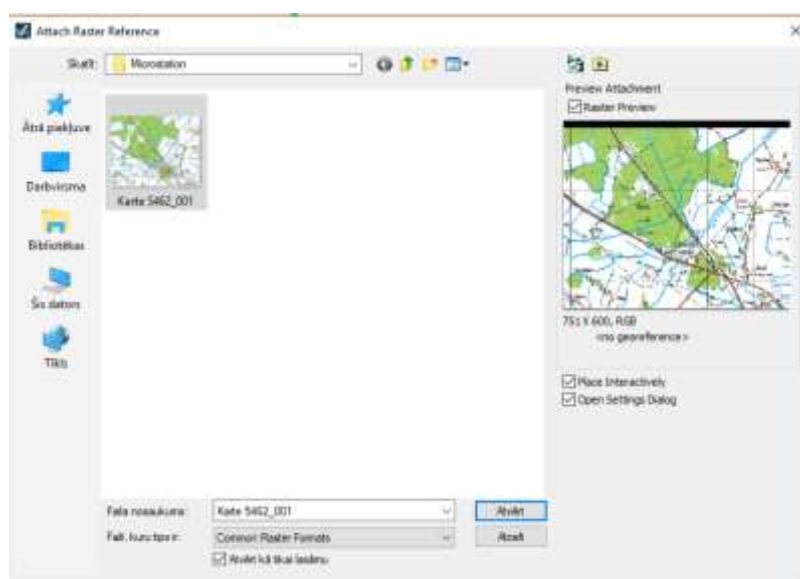 Attach Raster Reference
Skatīt: Microstation
Ātrā piekļuve
Darbvirsma
Bibliotēkas
Šis dators
Tīkls
Karte 5462_001
Preview Attachment
Raster Preview
751 X 600, RGB
<no georeference>
Place Interactively
Open Settings Dialog
Faila nosaukums: Karte 5462_001 Atvērt
Faili, kuru tips ir: Common Raster Formats Atcelt
Atvērt kā tikai lasāmu